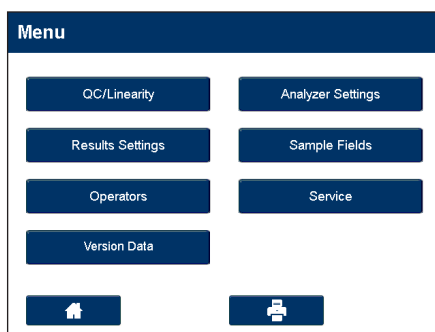 Menu
QC/Linearity
Analyzer Settings
Results Settings
Sample Fields
Operators
Service
Version Data